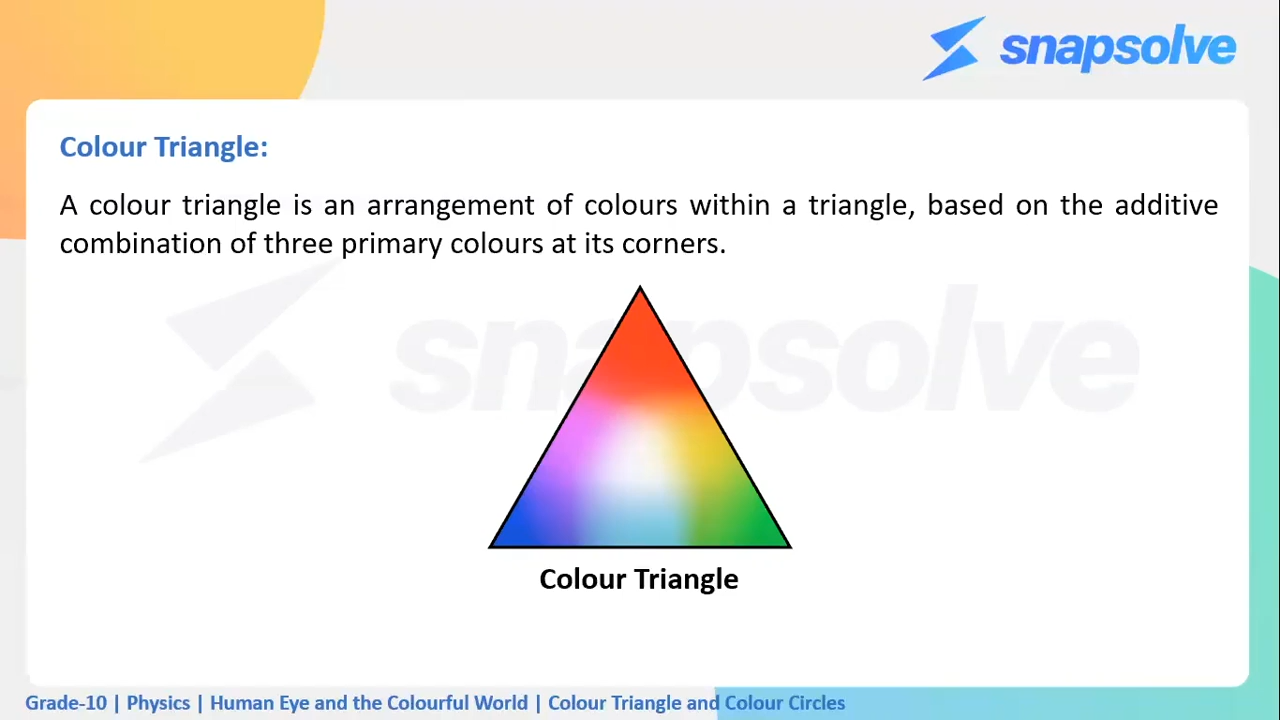 snapsolve
Colour Triangle:
A colour triangle is an arrangement of colours within a triangle, based on the additive
combination of three primary colours at its corners.
snapsolve
Colour Triangle
Grade-10 | Physics | Human Eye and the Colourful World | Colour Triangle and Colour Circles